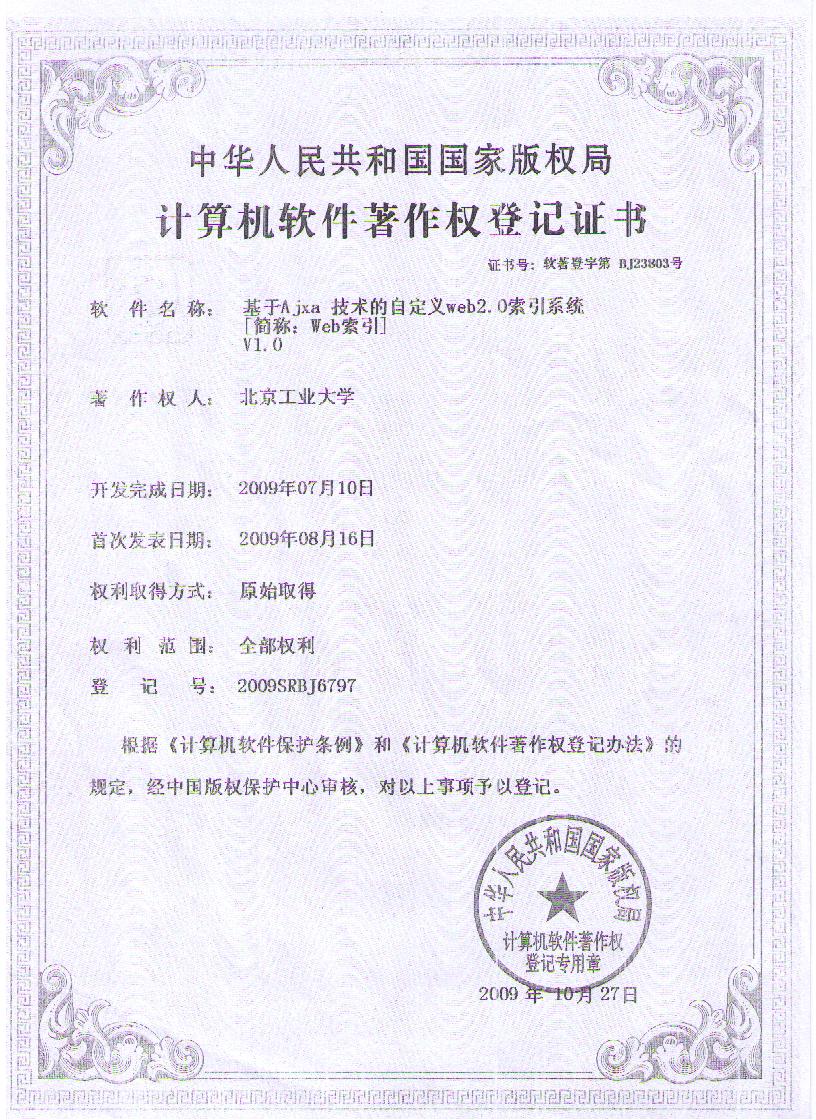 中华人民共和国国家版权局
计算机软件著作权登记证书
证书号：软著登字第 BJ23803号
软件名称：基于Ajxa 技术的自定义web2.0索引系统
[简称：Web索引]
V1.0
著作权人：北京工业大学
开发完成日期：2009年07月10日
首次发表日期：2009年08月16日
权利取得方式：原始取得
权利范围：全部权利
登记号：2009SRBJ6797
根据《计算机软件保护条例》和《计算机软件著作权登记办法》的
规定，经中国版权保护中心审核，对以上事项予以登记。
中华人民共和国国家版权局
计算机软件著作权
登记专用章
2009年10月27日